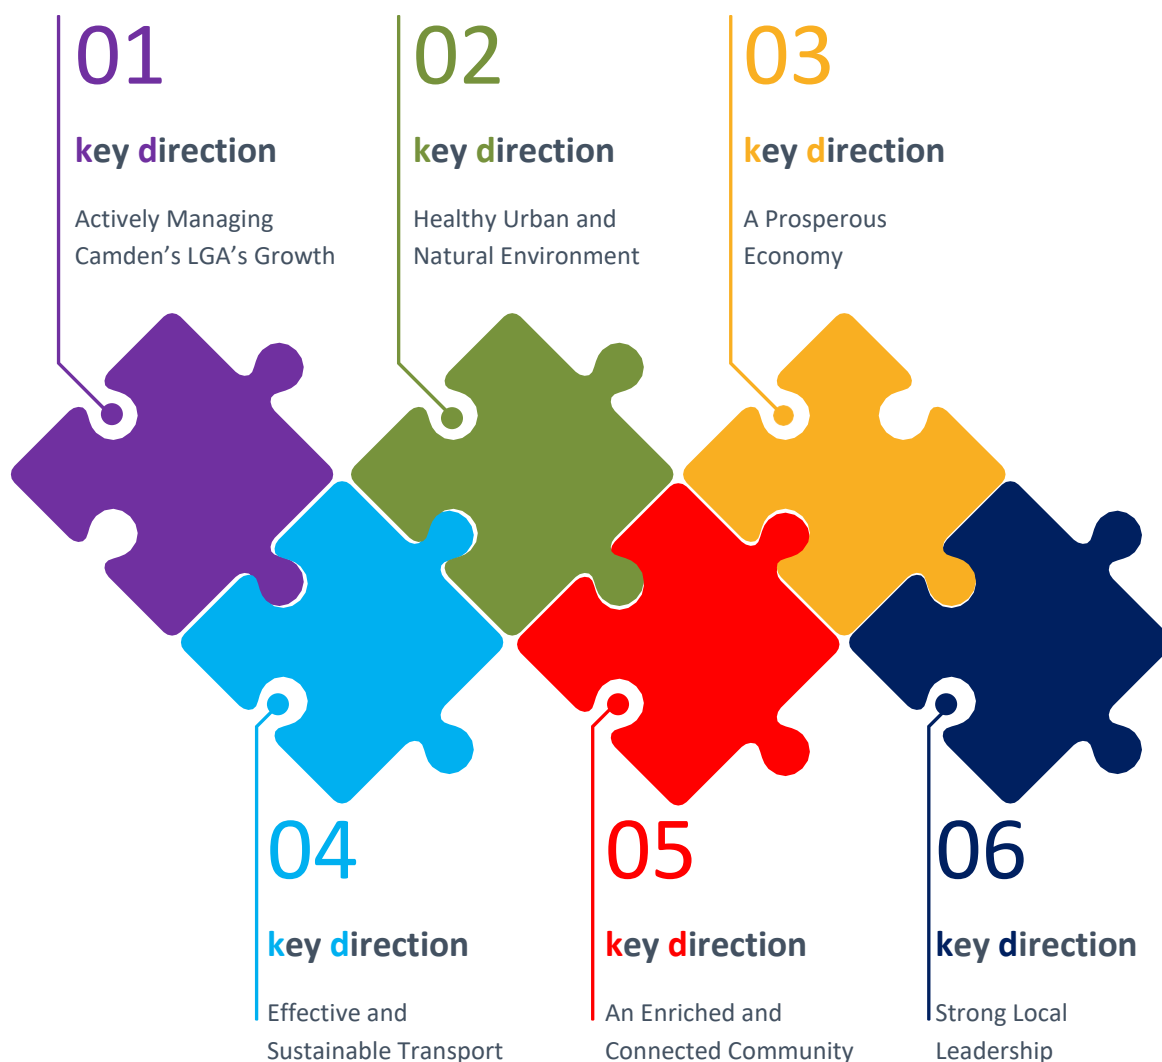 01
key direction
Actively Managing
Camden’s LGA’s Growth
02
key direction
Healthy Urban and
Natural Environment
03
key direction
A Prosperous
Economy
04
key direction
Effective and
Sustainable Transport
05
key direction
An Enriched and
Connected Community
06
key direction
Strong Local
Leadership